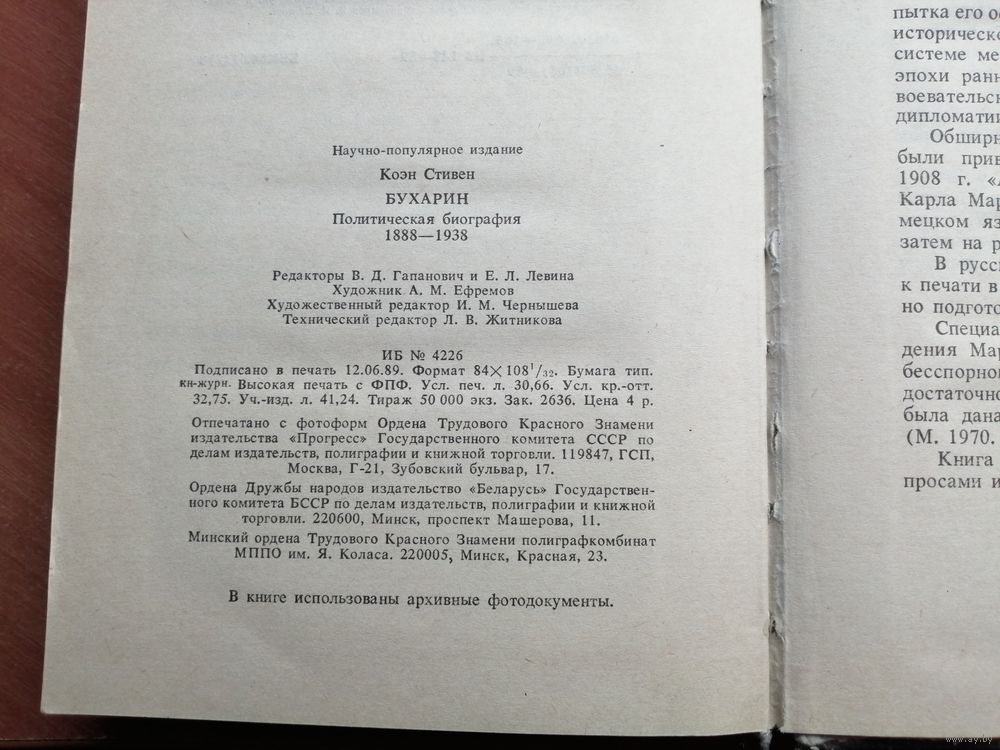 Научно-популярное издание
Коэн Стивен
БУХАРИН
Политическая биография
1888—1938
Редакторы В. Д. Гапанович и Е. Л. Левина
Художник А. М. Ефремов
Художественный редактор И. М. Чернышева
Технический редактор Л. В. Житникова
ИБ № 4226
Подписано в печать 12.06.89. Формат 84×108¹/₃₂. Бумага тип.
кн-журн. Высокая печать с ФПФ. Усл. печ. л. 30,66. Усл. кр.-отт.
32,75. Уч.-изд. л. 41,24. Тираж 50 000 экз. Зак. 2636. Цена 4 р.
Отпечатано с фотоформ Ордена Трудового Красного Знамени
издательства «Прогресс» Государственного комитета СССР по
делам издательств, полиграфии и книжной торговли. 119847, ГСП,
Москва, Г-21, Зубовский бульвар, 17.
Ордена Дружбы народов издательство «Беларусь» Государствен-
ного комитета БССР по делам издательств, полиграфии и книжной
торговли. 220600, Минск, проспект Машерова, 11.
Минский ордена Трудового Красного Знамени полиграфкомбинат
МППО им. Я. Коласа. 220005, Минск, Красная, 23.
В книге использованы архивные фотодокументы.
пытка его
историческо
системе ме
эпохи ранн
воевательс
дипломатии
Обширн
были прив
1908 г.
Карла Мар
мецком яз
затем на р
В русс
к печати в
но подгото
Специа
дения Мар
бесспорно
достаточно
была дана
(М. 1970.
Книга
просами и
www.ay.by